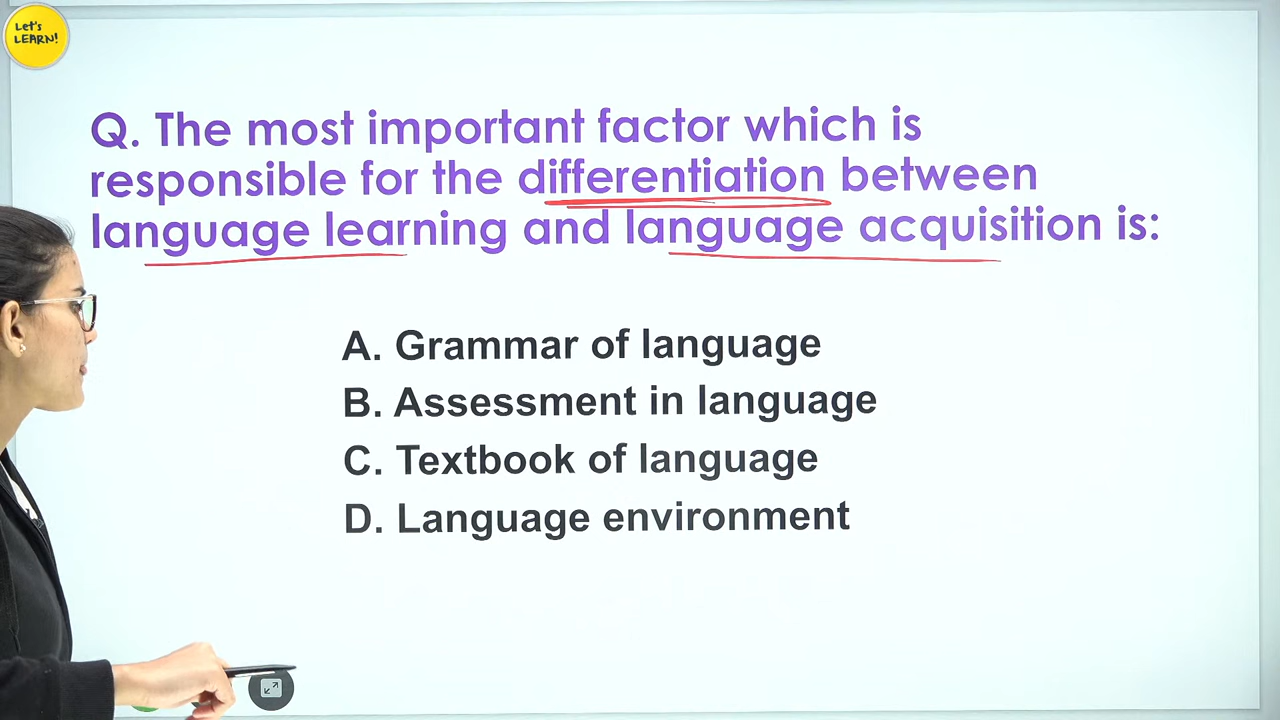 Let's
LEARN!
Q. The most important factor which is
responsible for the differentiation between
language learning and language acquisition is:
A. Grammar of language
B. Assessment in language
C. Textbook of language
D. Language environment